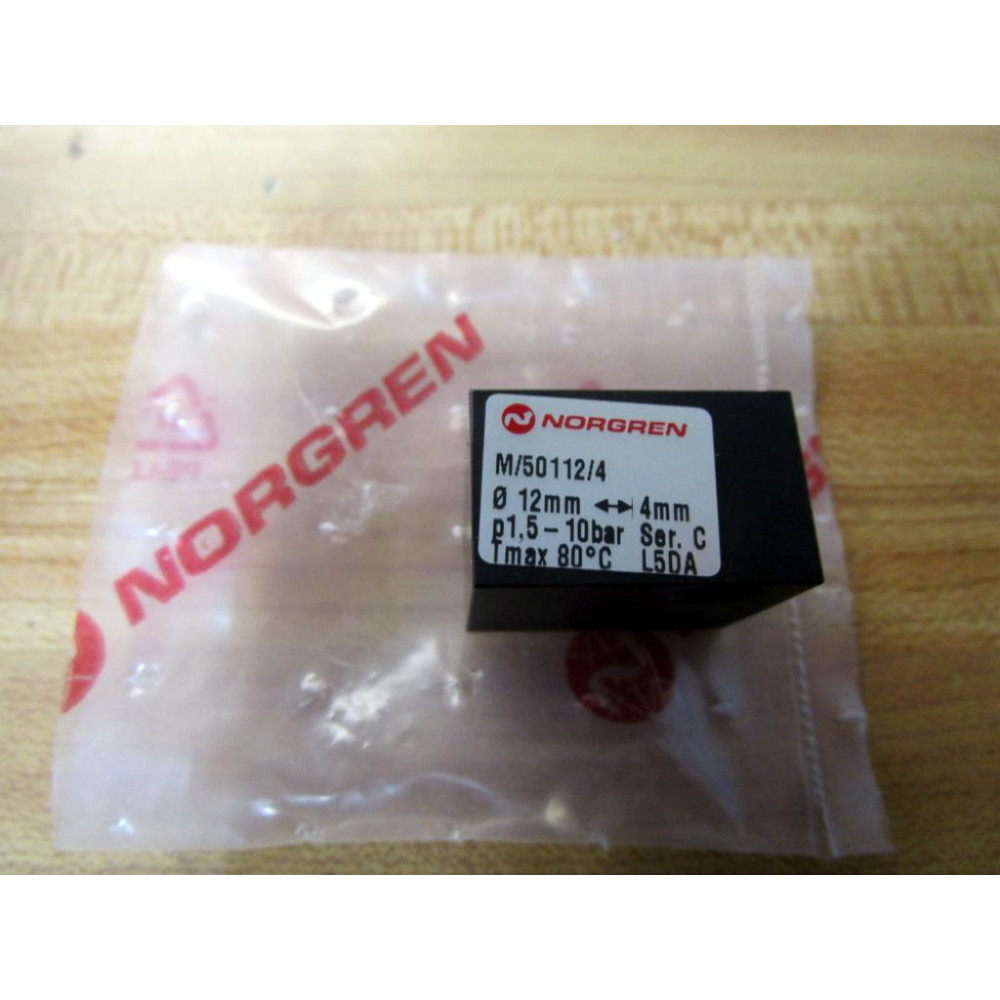 NORGREN
NORGREN
M/50112/4
Ø 12mm ↔| 4mm
p1,5 – 10bar Ser. C
Tmax 80°C L5DA